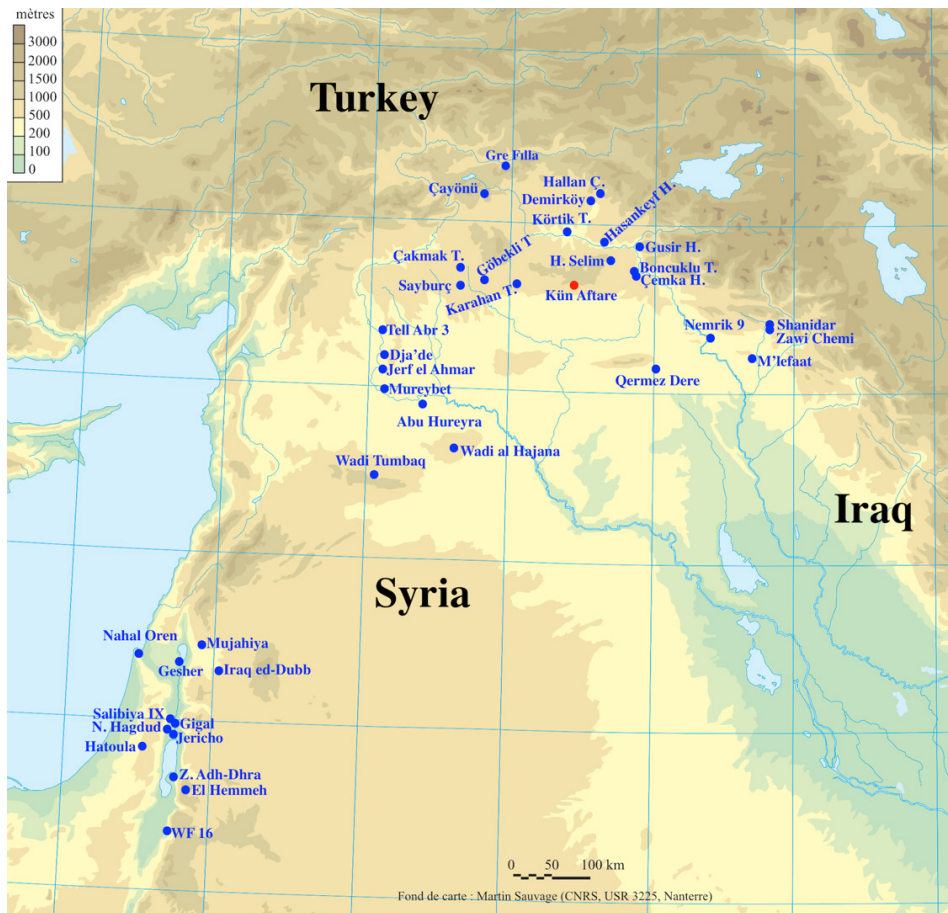 mètres
3000
2000
1500
1000
500
200
100
0
Turkey
Gre Fılla
Çayönü
Hallan Ç.
Demirköy
Hasankeyf H.
Körtik T.
Gusir H.
Göbekli T
Çakmak T.
H. Selim
Boncuklu T.
Sayburç
Karahan T.
Kün Aftare
Çemka H.
Tell Abr 3
Nemrik 9
Shanidar
Zawi Chemi
Dja'de
M'lefaat
Jerf el Ahmar
Qermez Dere
Mureybet
Abu Hureyra
Wadi al Hajana
Wadi Tumbaq
Iraq
Syria
Nahal Oren
Mujahiya
Gesher
Iraq ed-Dubb
Salibiya IX
Gigal
N. Hagdud
Jericho
Hatoula
Z. Adh-Dhra
El Hemmeh
WF 16
0 50 100 km
Fond de carte : Martin Sauvage (CNRS, USR 3225, Nanterre)